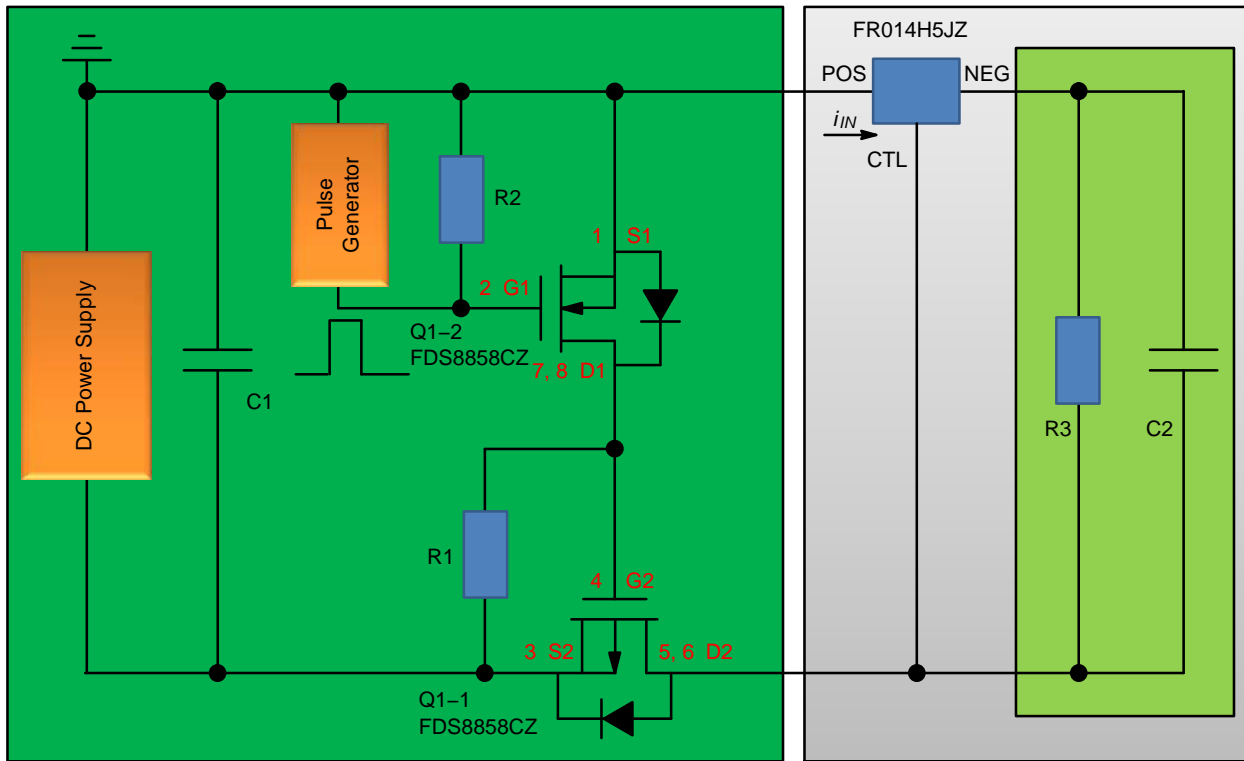 FR014H5JZ
POS
NEG
iIN
CTL
Pulse
Generator
R2
1 S1
2 G1
DC Power Supply
Q1–2
FDS8858CZ
7, 8 D1
C1
R3
C2
R1
4 G2
3 S2
5, 6 D2
Q1–1
FDS8858CZ